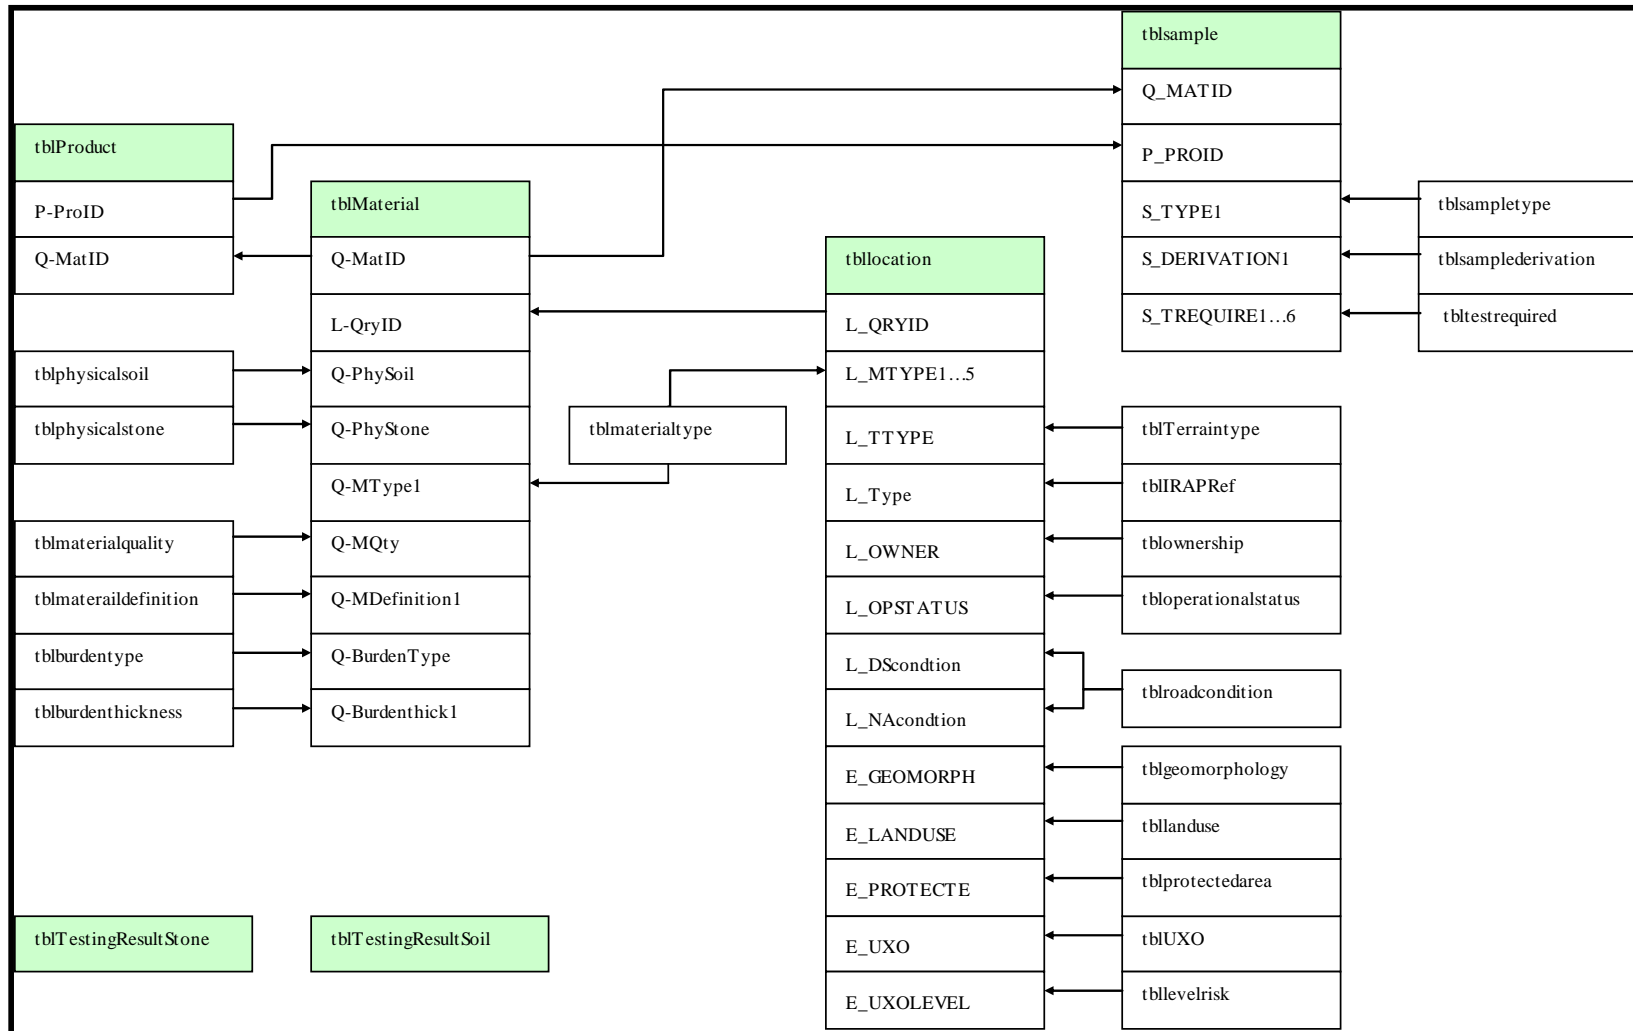 tblsample
Q_MATID
P_PROID
S_TYPE1
S_DERIVATION1
S_TREQUIRE1...6
tblsampletype
tblsamplederivation
tbltestrequired
tblProduct
P-ProID
Q-MatID
tblMaterial
Q-MatID
L-QryID
Q-PhySoil
Q-PhyStone
Q-MType1
Q-MQty
Q-MDefinition1
Q-BurdenType
Q-Burdenthick1
tblphysicalsoil
tblphysicalstone
tblmaterialquality
tblmateraildefinition
tblburdentype
tblburdenthickness
tblmaterialtype
tbllocation
L_QRYID
L_MTYPE1...5
L_TTYPE
L_Type
L_OWNER
L_OPSTATUS
L_DScondtion
L_NAcondtion
E_GEOMORPH
E_LANDUSE
E_PROTECTE
E_UXO
E_UXOLEVEL
tblTerraintype
tblIRAPRef
tblownership
tbloperationalstatus
tblroadcondition
tblgeomorphology
tbllanduse
tblprotectedarea
tblUXO
tbllevelrisk
tblTestingResultStone
tblTestingResultSoil